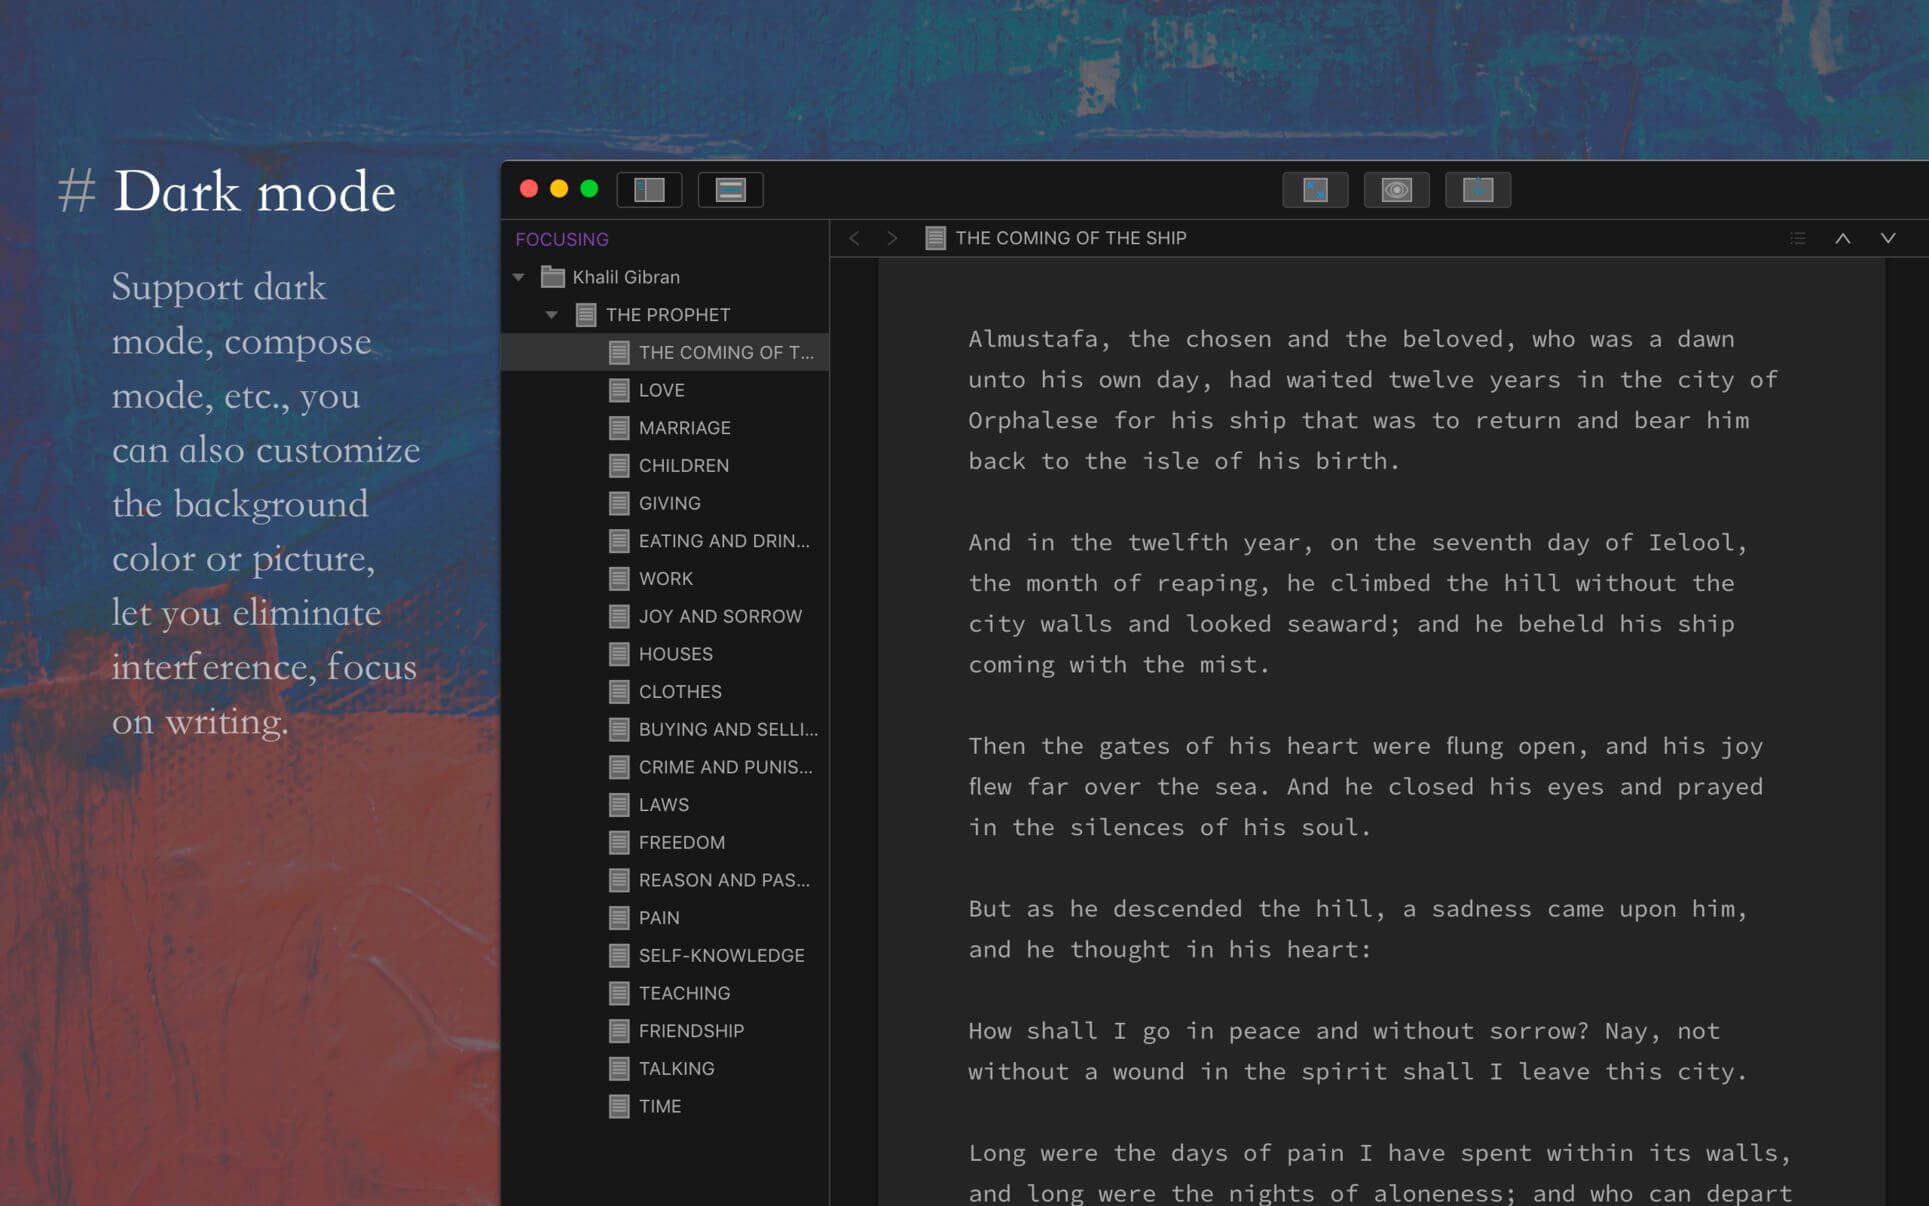 # Dark mode
Support dark
mode, compose
mode, etc., you
can also customize
the background
color or picture,
let you eliminate
interference, focus
on writing.
FOCUSING
Khalil Gibran
THE PROPHET
THE COMING OF T...
LOVE
MARRIAGE
CHILDREN
GIVING
EATING AND DRIN...
WORK
JOY AND SORROW
HOUSES
CLOTHES
BUYING AND SELLI...
CRIME AND PUNIS...
LAWS
FREEDOM
REASON AND PAS...
PAIN
SELF-KNOWLEDGE
TEACHING
FRIENDSHIP
TALKING
TIME
THE COMING OF THE SHIP
Almustafa, the chosen and the beloved, who was a dawn
unto his own day, had waited twelve years in the city of
Orphalese for his ship that was to return and bear him
back to the isle of his birth.
And in the twelfth year, on the seventh day of Ielool,
the month of reaping, he climbed the hill without the
city walls and looked seaward; and he beheld his ship
coming with the mist.
Then the gates of his heart were flung open, and his joy
flew far over the sea. And he closed his eyes and prayed
in the silences of his soul.
But as he descended the hill, a sadness came upon him,
and he thought in his heart:
How shall I go in peace and without sorrow? Nay, not
without a wound in the spirit shall I leave this city.
Long were the days of pain I have spent within its walls,
and long were the nights of aloneness; and who can depart